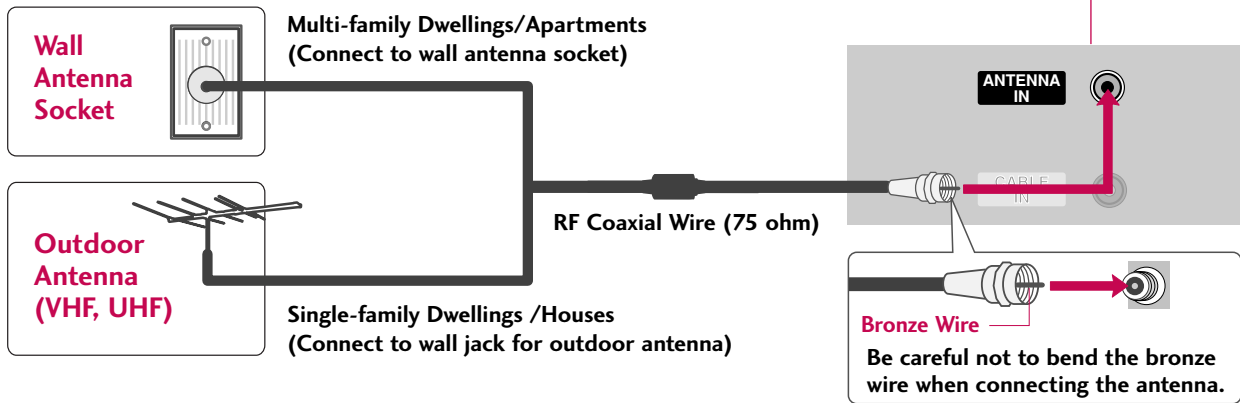 Wall
Antenna
Socket
Multi-family Dwellings/Apartments
(Connect to wall antenna socket)
ANTENNA
IN
CABLE
IN
RF Coaxial Wire (75 ohm)
Outdoor
Antenna
(VHF, UHF)
Single-family Dwellings /Houses
(Connect to wall jack for outdoor antenna)
Bronze Wire
Be careful not to bend the bronze
wire when connecting the antenna.